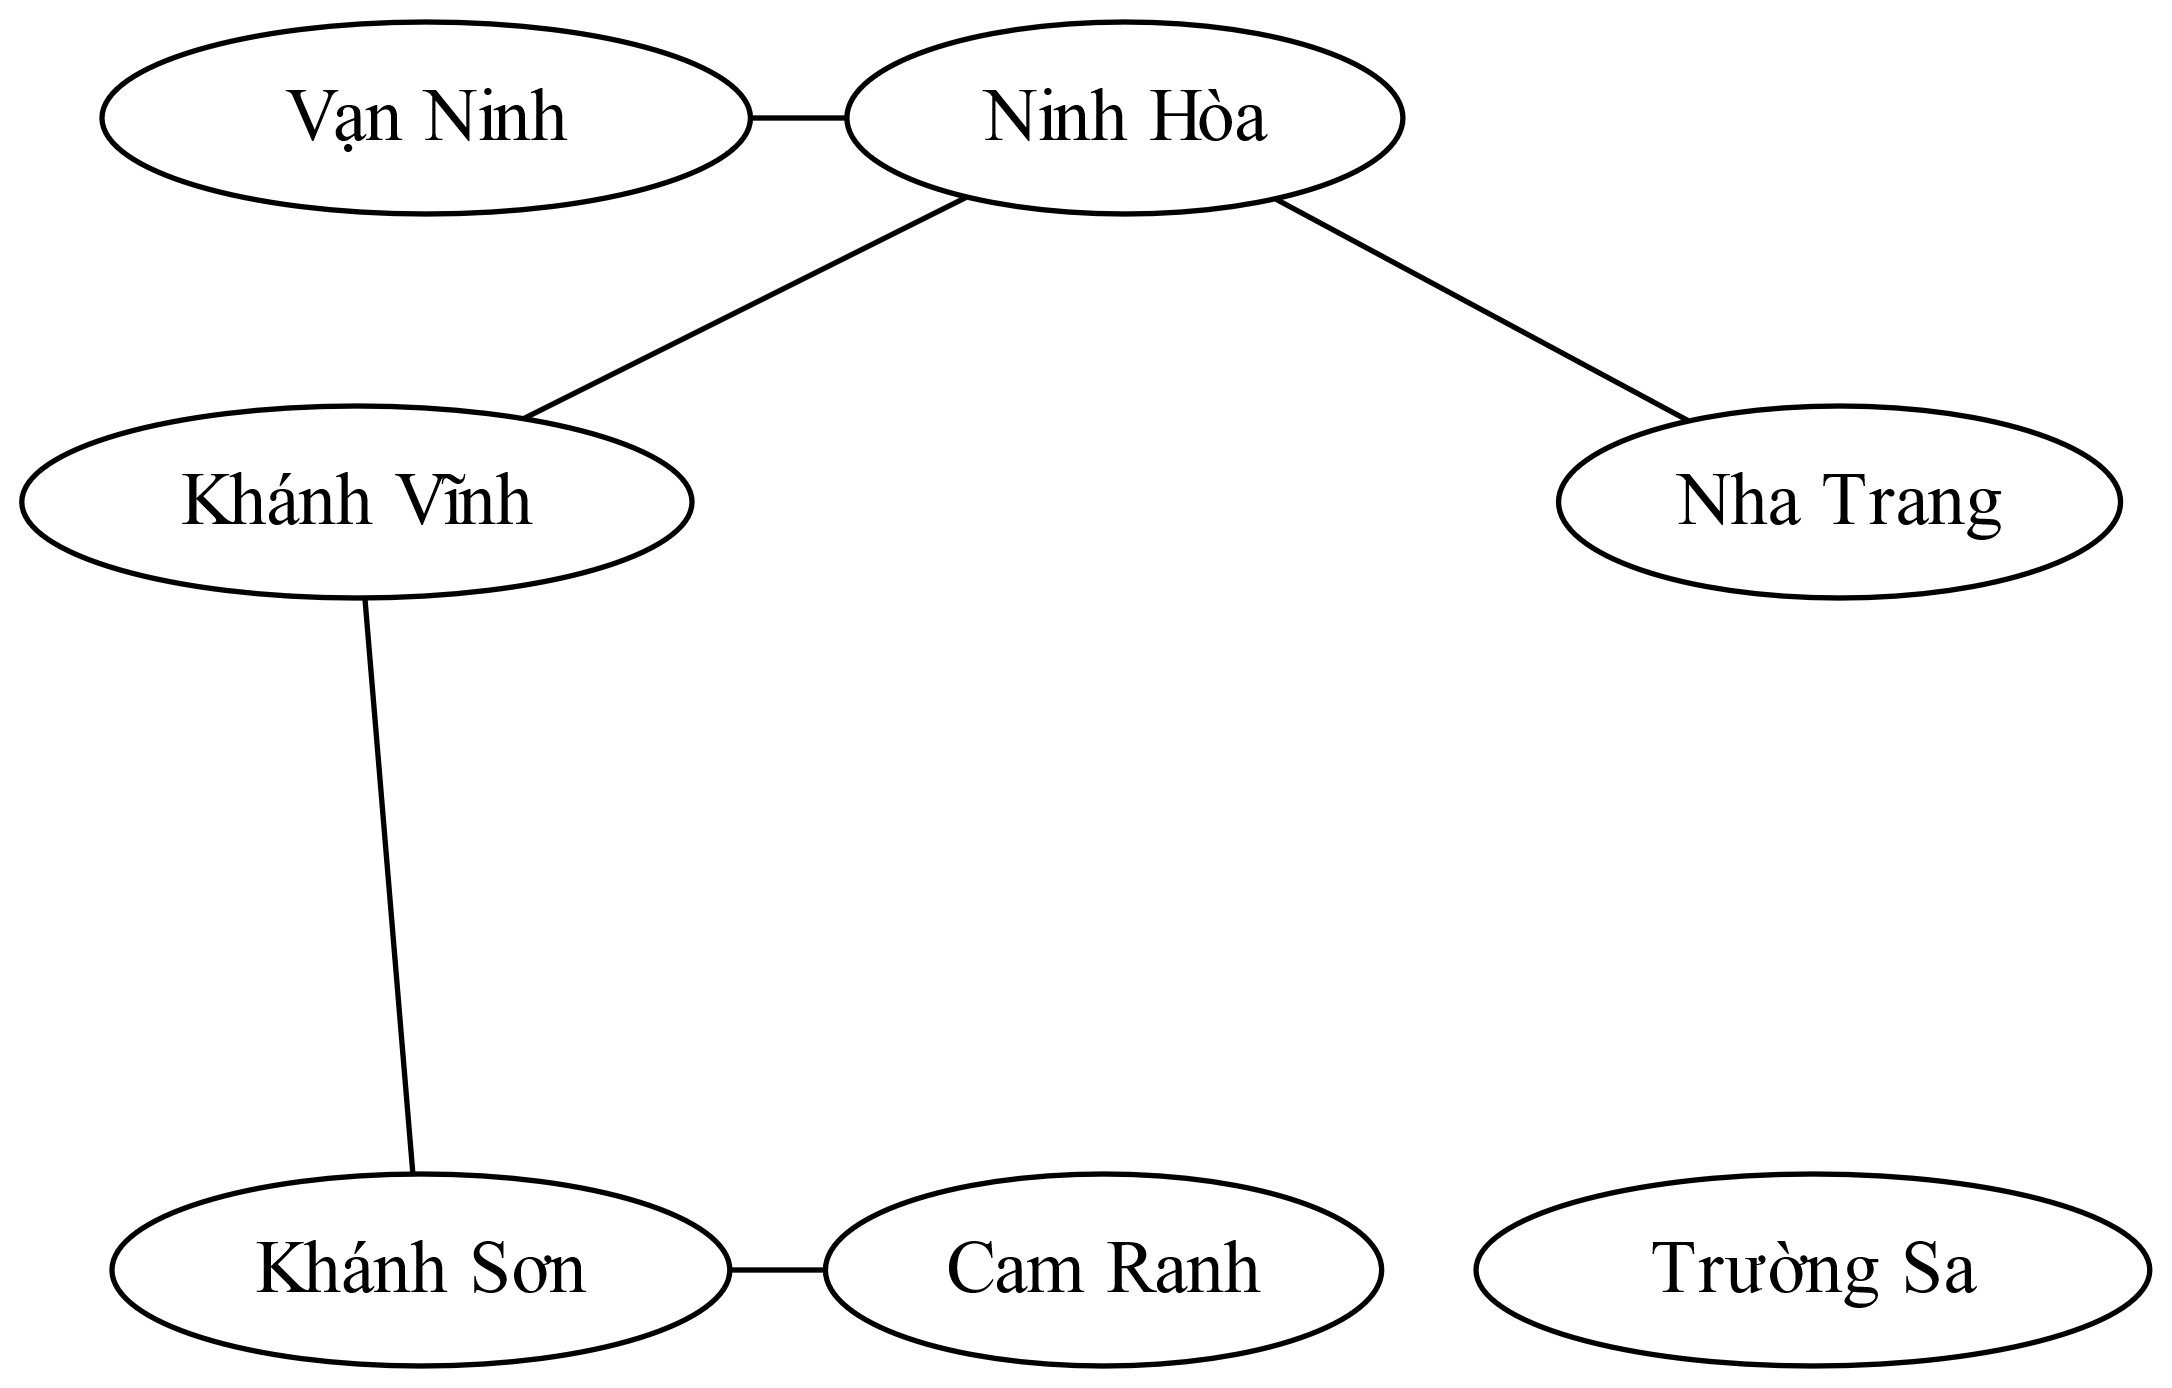 Vạn Ninh
Ninh Hòa
Khánh Vĩnh
Nha Trang
Khánh Sơn
Cam Ranh
Trường Sa